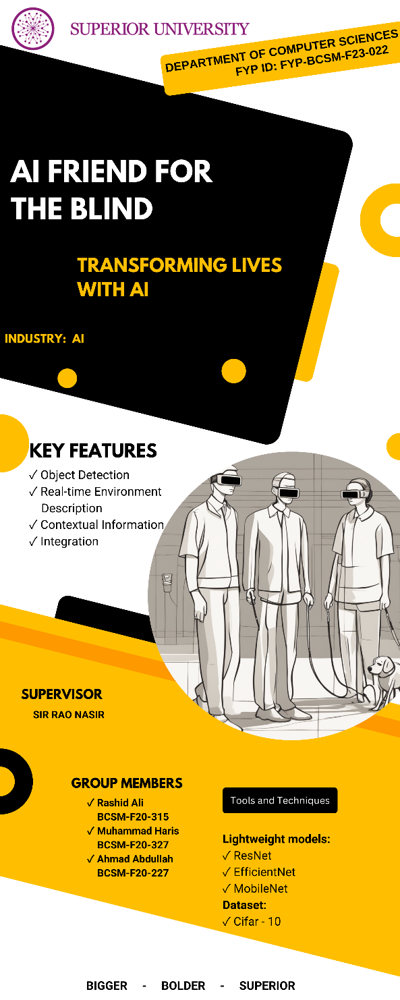 SUPERIOR UNIVERSITY
DEPARTMENT OF COMPUTER SCIENCES
FYP ID: FYP-BCSM-F23-022
AI FRIEND FOR
THE BLIND
TRANSFORMING LIVES
WITH AI
INDUSTRY: AI
KEY FEATURES
✓ Object Detection
✓ Real-time Environment
Description
✓ Contextual Information
✓ Integration
SUPERVISOR
SIR RAO NASIR
GROUP MEMBERS
✓ Rashid Ali
BCSM-F20-315
✓ Muhammad Haris
BCSM-F20-327
✓ Ahmad Abdullah
BCSM-F20-227
Tools and Techniques
Lightweight models:
✓ ResNet
✓ EfficientNet
✓ MobileNet
Dataset:
✓ Cifar - 10
BIGGER - BOLDER - SUPERIOR